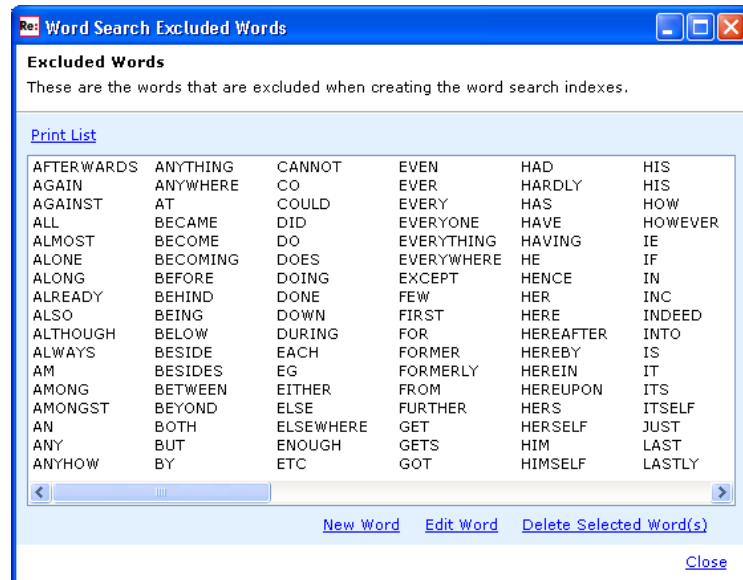 Re: Word Search Excluded Words
Excluded Words
These are the words that are excluded when creating the word search indexes.
Print List
AFTERWARDS ANYTHING CANNOT EVEN HAD HIS
AGAIN ANYWHERE CO EVER HARDLY HIS
AGAINST AT COULD EVERY HAS HOW
ALL BECAME DID EVERYONE HAVE HOWEVER
ALMOST BECOME DO EVERYTHING HAVING IE
ALONE BECOMING DOES EVERYWHERE HE IF
ALONG BEFORE DOING EXCEPT HENCE IN
ALREADY BEHIND DONE FEW HER INC
ALSO BEING DOWN FIRST HERE INDEED
ALTHOUGH BELOW DURING FOR HEREAFTER INTO
ALWAYS BESIDE EACH FORMER HEREBY IS
AM BESIDES EG FORMERLY HEREIN IT
AMONG BETWEEN EITHER FROM HEREUPON ITS
AMONGST BEYOND ELSE FURTHER HERS ITSELF
AN BOTH ELSEWHERE GET HERSELF JUST
ANY BUT ENOUGH GETS HIM LAST
ANYHOW BY ETC GOT HIMSELF LASTLY
New Word Edit Word Delete Selected Word(s)
Close